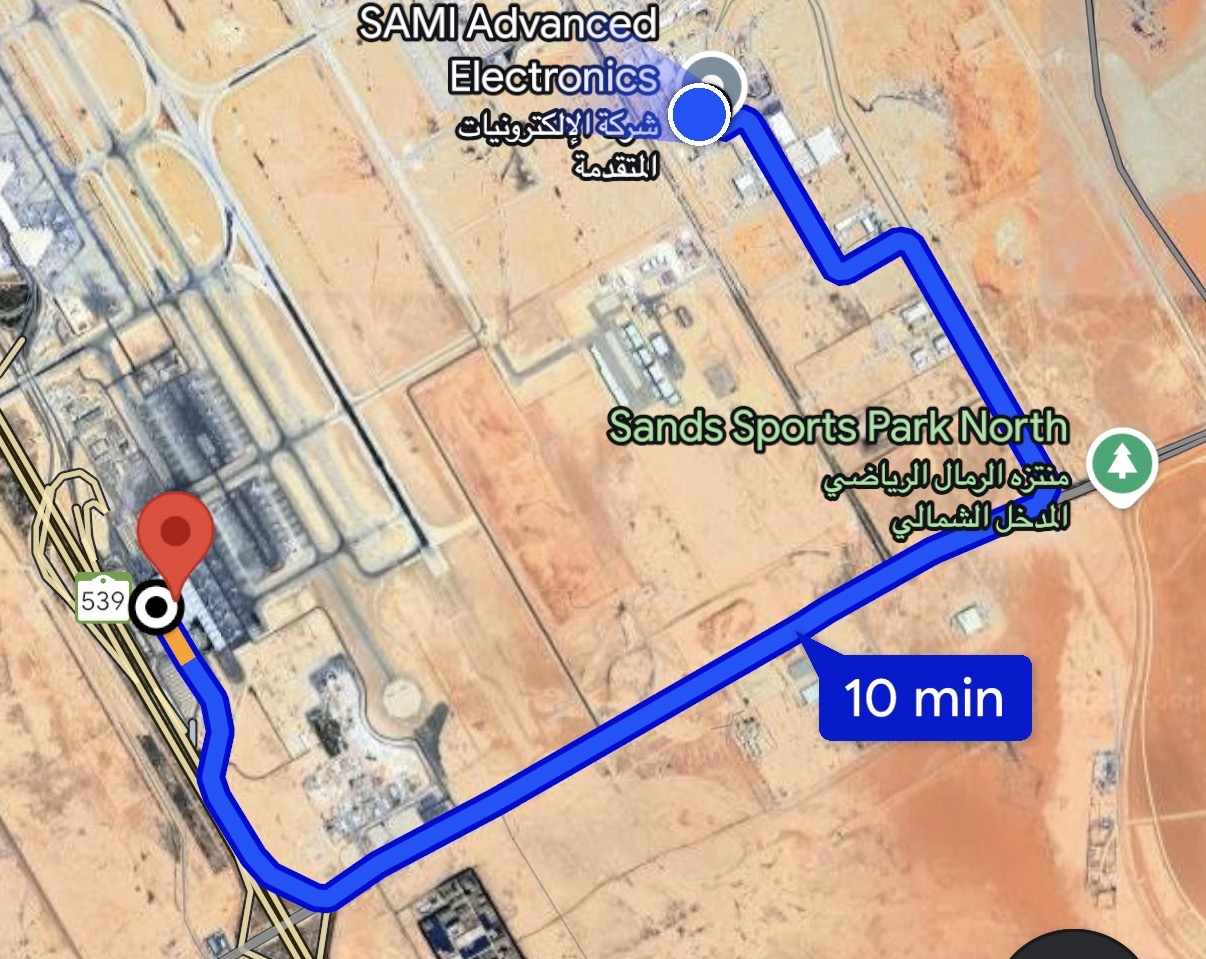 SAMI Advanced
Electronics
شركة الإلكترونيات
المتقدمة
Sands Sports Park North
منتزه الرمال الرياضي
المدخل الشمالي
539
10 min